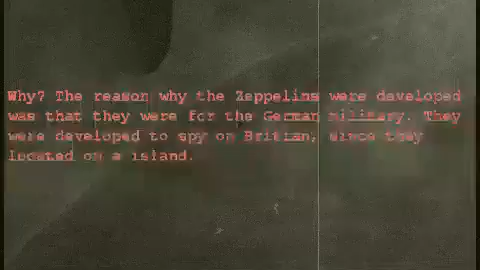 Why? The reason why the Zeppelins were developed
was that they were for the German military. They
were developed to spy on Britian, since they
located on a island.